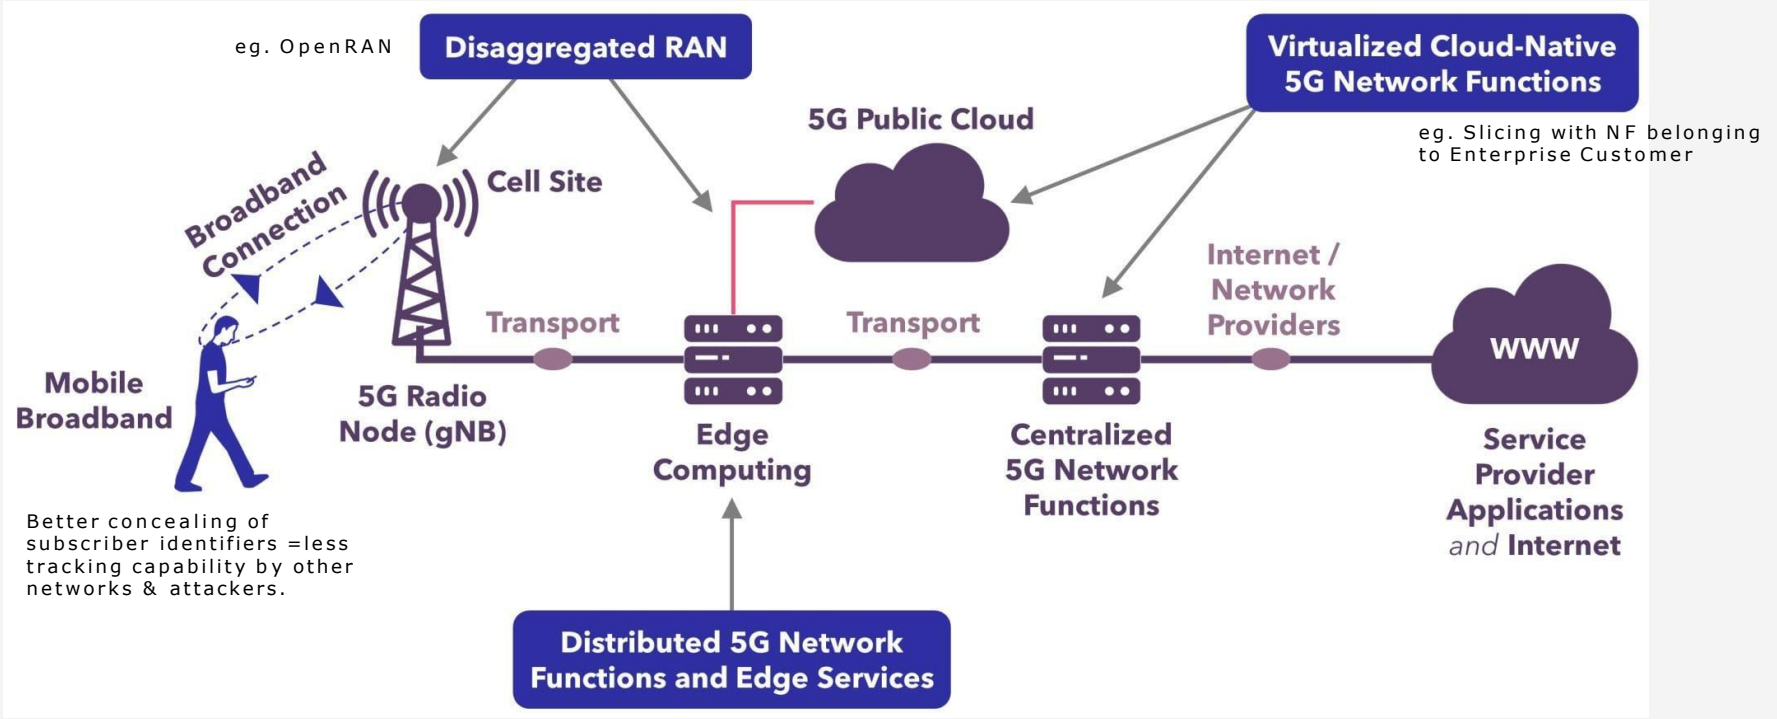 eg. OpenRAN
Disaggregated RAN
Virtualized Cloud-Native
5G Network Functions
eg. Slicing with NF belonging
to Enterprise Customer
5G Public Cloud
Broadband
Connection
Cell Site
Internet /
Network
Providers
Transport
Transport
www
Mobile
Broadband
5G Radio
Node (gNB)
Edge
Computing
Centralized
5G Network
Functions
Service
Provider
Applications
and Internet
Better concealing of
subscriber identifiers =less
tracking capability by other
networks & attackers.
Distributed 5G Network
Functions and Edge Services